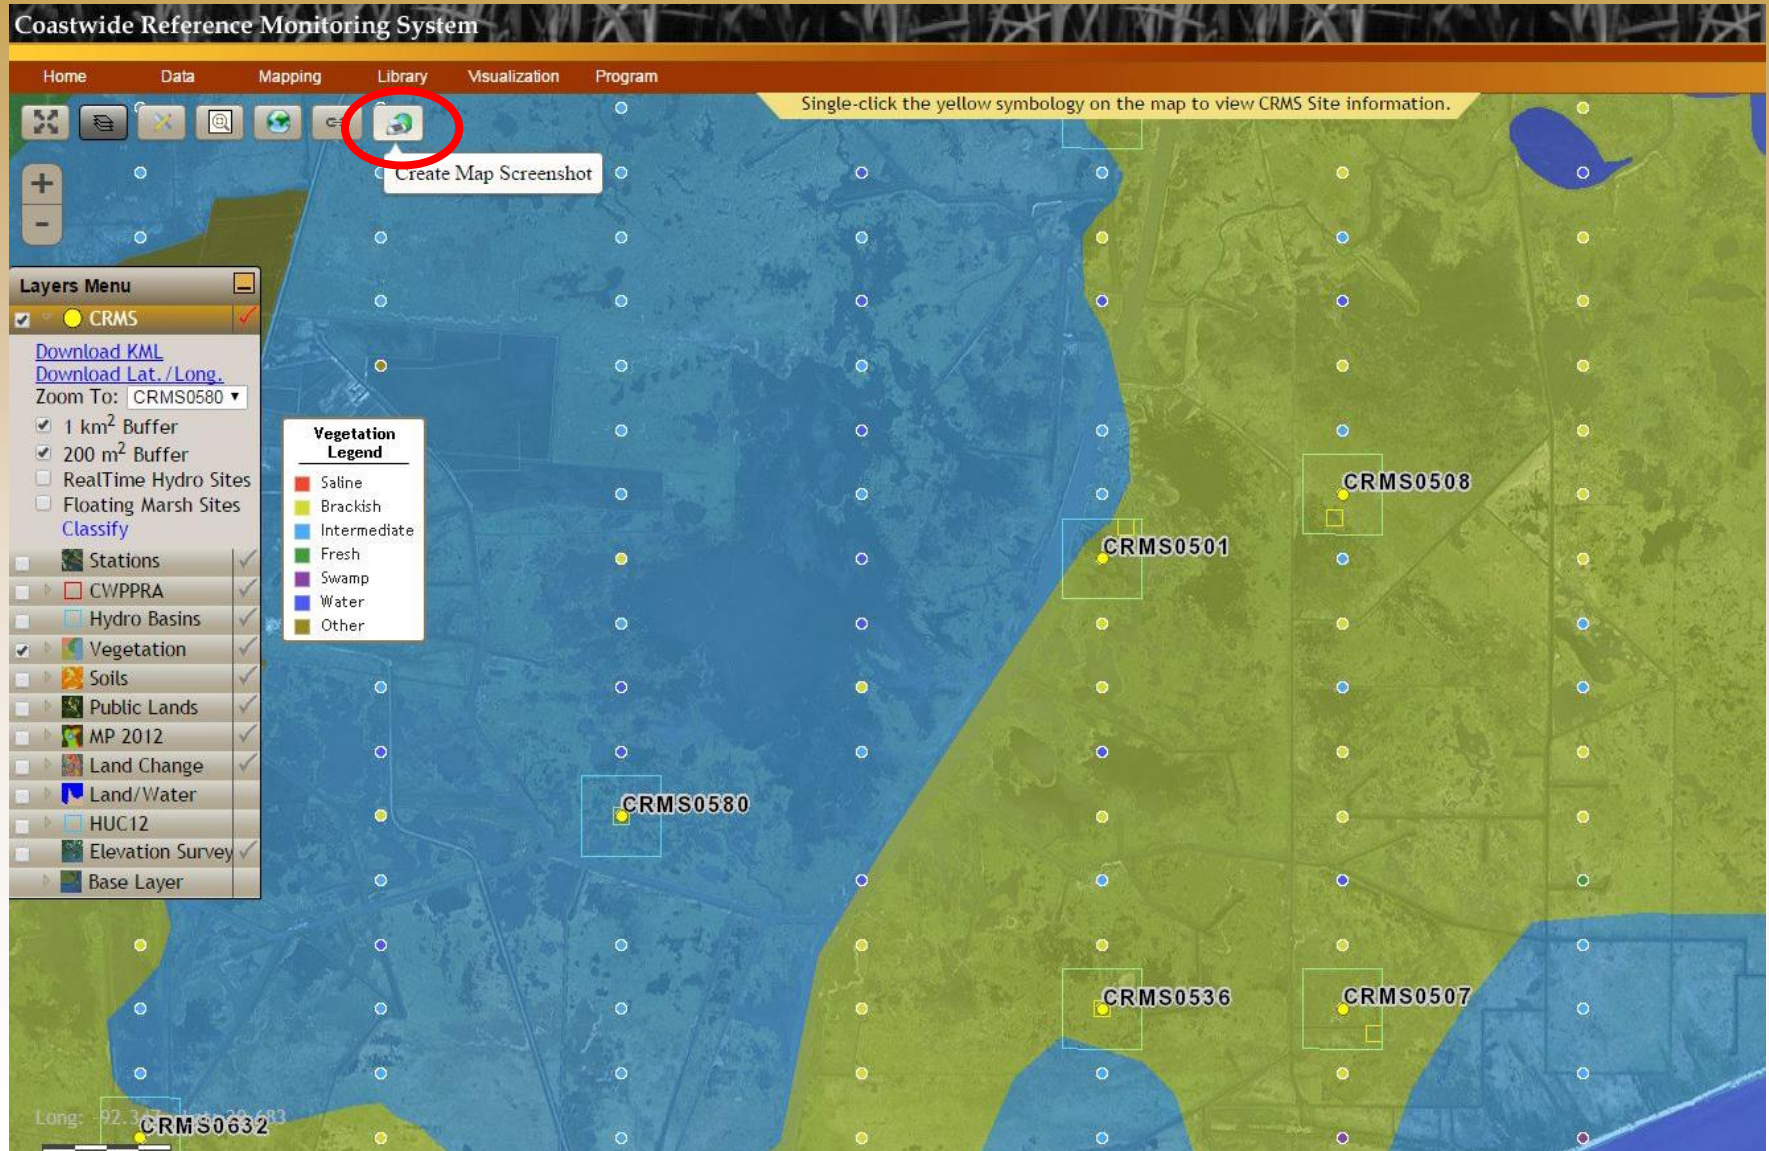 Coastwide Reference Monitoring System
Home Data Mapping Library Visualization Program
Single-click the yellow symbology on the map to view CRMS Site information.
Create Map Screenshot
+
-
Layers Menu
CRMS
Download KML
Download Lat./Long.
Zoom To: CRMS0580
1 km² Buffer
200 m² Buffer
RealTime Hydro Sites
Floating Marsh Sites
Classify
Stations
CWPPRA
Hydro Basins
Vegetation
Soils
Public Lands
MP 2012
Land Change
Land/Water
HUC12
Elevation Survey
Base Layer
Vegetation
Legend
Saline
Brackish
Intermediate
Fresh
Swamp
Water
Other
CRMS0508
CRMS0501
CRMS0580
CRMS0536
CRMS0507
Long:
CRMS0632